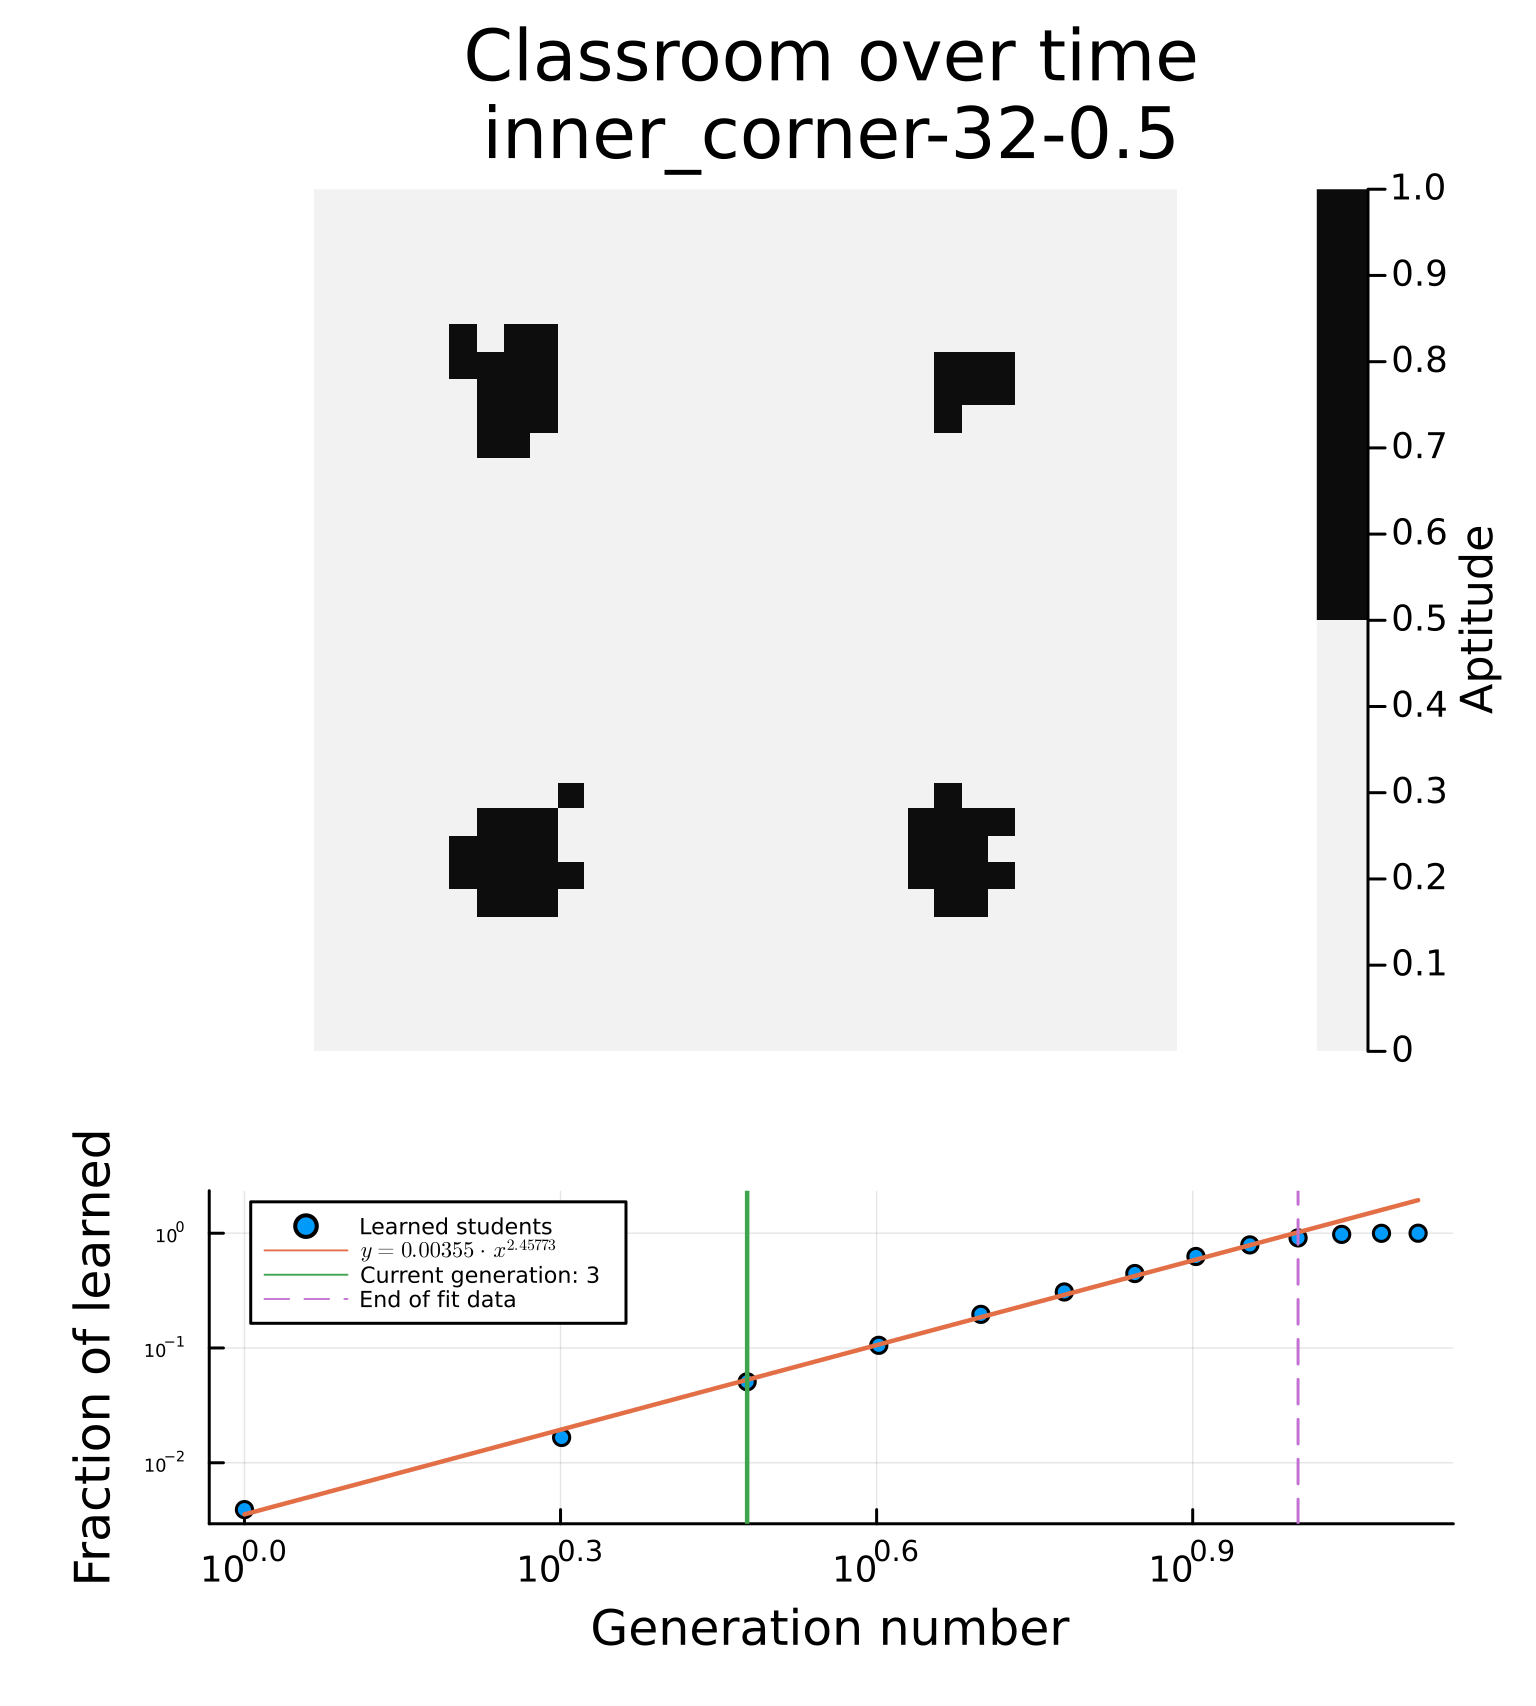 Classroom over time
inner_corner-32-0.5
1.0
0.9
0.8
0.7
0.6
0.5
0.4
0.3
0.2
0.1
0
Aptitude
Fraction of learned
10^0
10^-1
10^-2
Learned students
y = 0.00355 · x^2.45773
Current generation: 3
End of fit data
10^0.0 10^0.3 10^0.6 10^0.9
Generation number